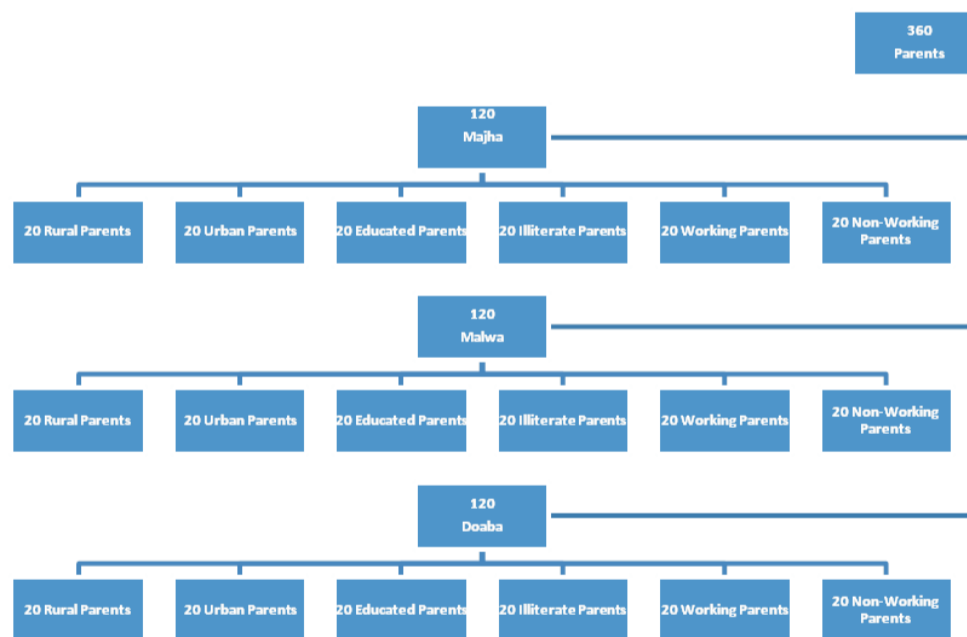 360
Parents
120
Majha
20 Rural Parents
20 Urban Parents
20 Educated Parents
20 Illiterate Parents
20 Working Parents
20 Non-Working
Parents
120
Malwa
20 Rural Parents
20 Urban Parents
20 Educated Parents
20 Illiterate Parents
20 Working Parents
20 Non-Working
Parents
120
Doaba
20 Rural Parents
20 Urban Parents
20 Educated Parents
20 Illiterate Parents
20 Working Parents
20 Non-Working
Parents